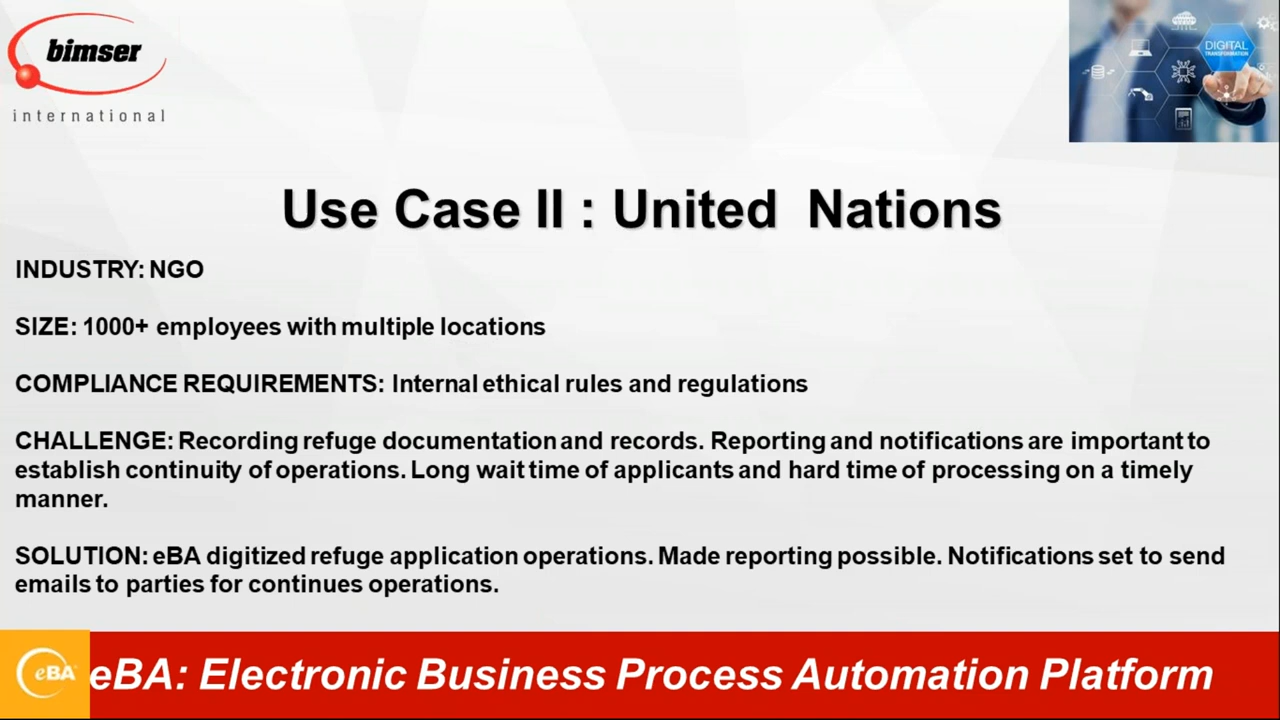 bimser
international
DIGITAL
TRANSFORMATION
Use Case II : United Nations
INDUSTRY: NGO
SIZE: 1000+ employees with multiple locations
COMPLIANCE REQUIREMENTS: Internal ethical rules and regulations
CHALLENGE: Recording refuge documentation and records. Reporting and notifications are important to
establish continuity of operations. Long wait time of applicants and hard time of processing on a timely
manner.
SOLUTION: eBA digitized refuge application operations. Made reporting possible. Notifications set to send
emails to parties for continues operations.
eBA
eBA: Electronic Business Process Automation Platform